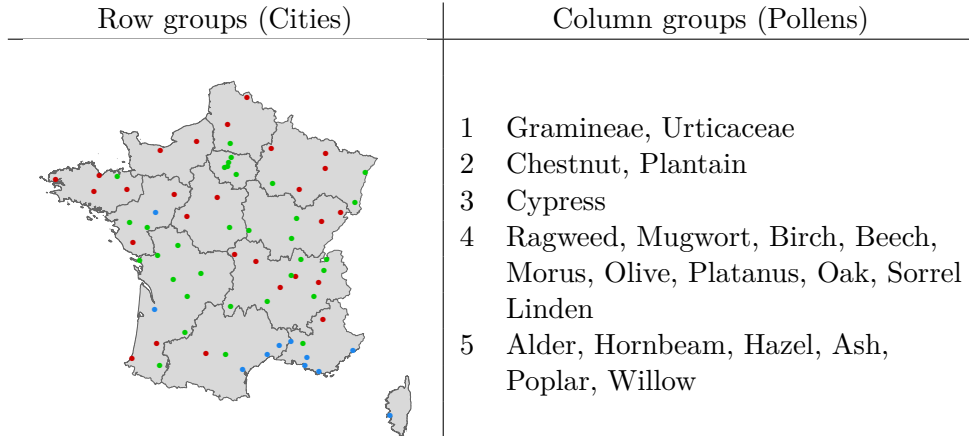 Row groups (Cities)
Column groups (Pollens)
1 Gramineae, Urticaceae
2 Chestnut, Plantain
3 Cypress
4 Ragweed, Mugwort, Birch, Beech,
Morus, Olive, Platanus, Oak, Sorrel
Linden
5 Alder, Hornbeam, Hazel, Ash,
Poplar, Willow